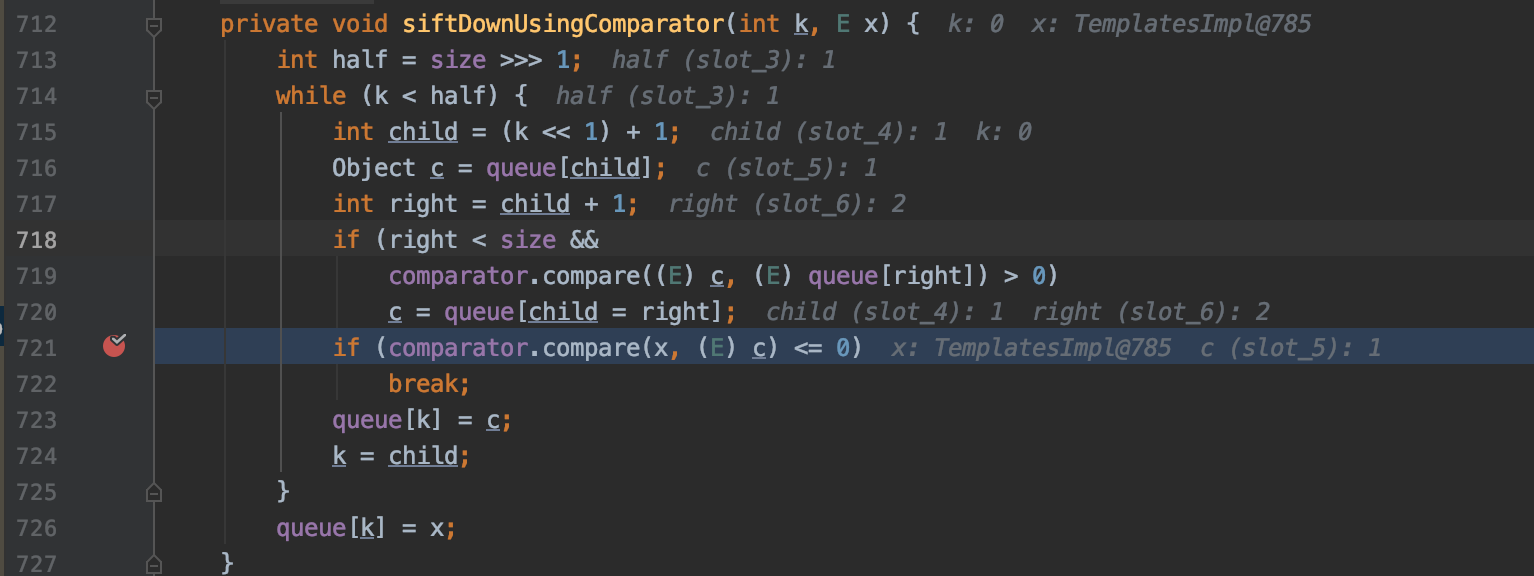 712 private void siftDownUsingComparator(int k, E x) { k: 0 x: TemplatesImpl@785
713 int half = size >>> 1; half (slot_3): 1
714 while (k < half) { half (slot_3): 1
715 int child = (k << 1) + 1; child (slot_4): 1 k: 0
716 Object c = queue[child]; c (slot_5): 1
717 int right = child + 1; right (slot_6): 2
718 if (right < size &&
719 comparator.compare((E) c, (E) queue[right]) > 0)
720 c = queue[child = right]; child (slot_4): 1 right (slot_6): 2
721 if (comparator.compare(x, (E) c) <= 0) x: TemplatesImpl@785 c (slot_5): 1
722 break;
723 queue[k] = c;
724 k = child;
725 }
726 queue[k] = x;
727 }